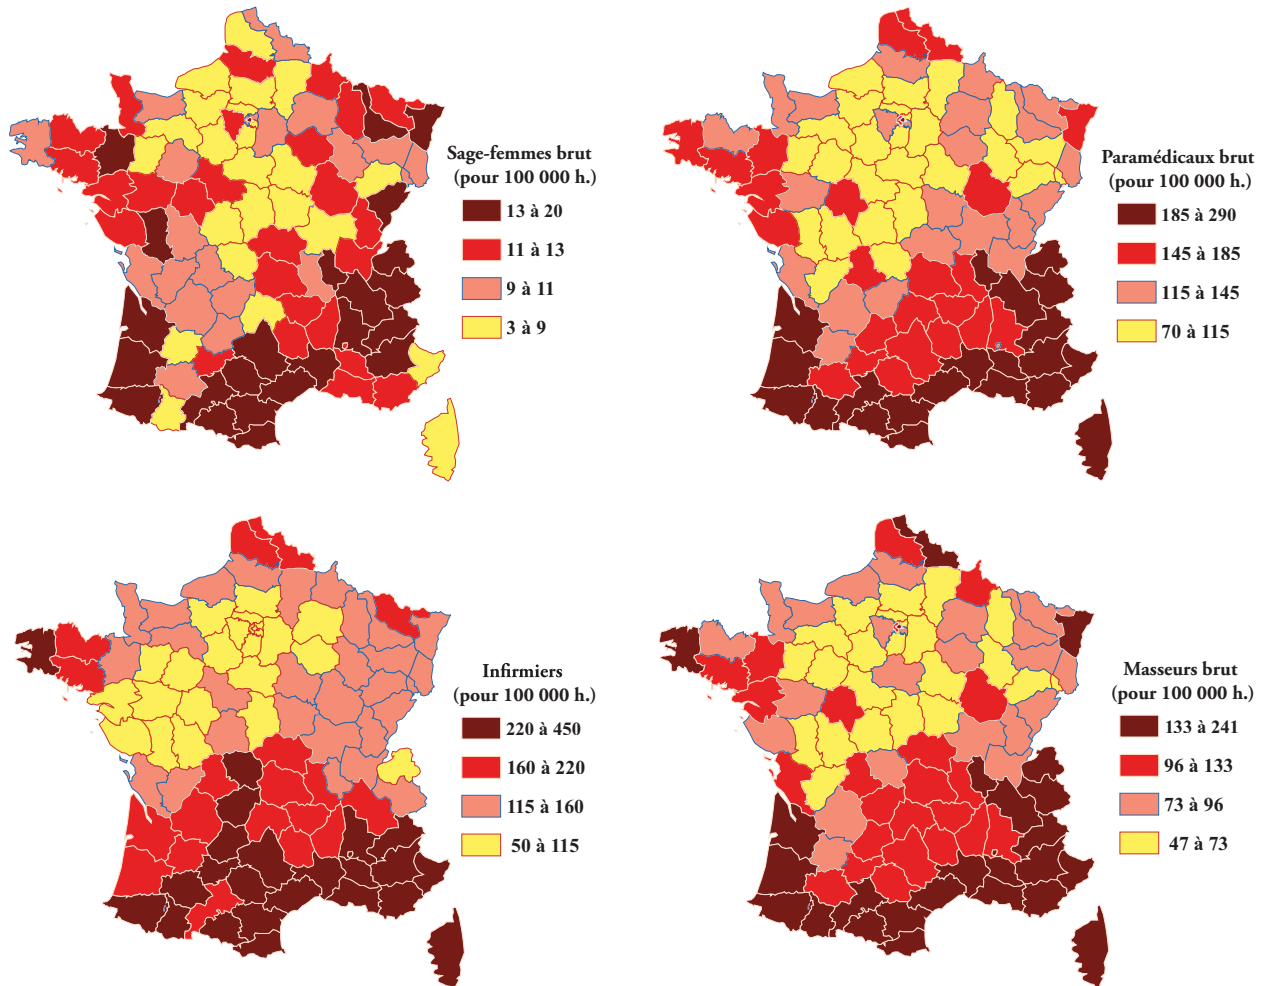 Sage-femmes brut
(pour 100 000 h.)
13 à 20
11 à 13
9 à 11
3 à 9
Paramédicaux brut
(pour 100 000 h.)
185 à 290
145 à 185
115 à 145
70 à 115
Infirmiers
(pour 100 000 h.)
220 à 450
160 à 220
115 à 160
50 à 115
Masseurs brut
(pour 100 000 h.)
133 à 241
96 à 133
73 à 96
47 à 73